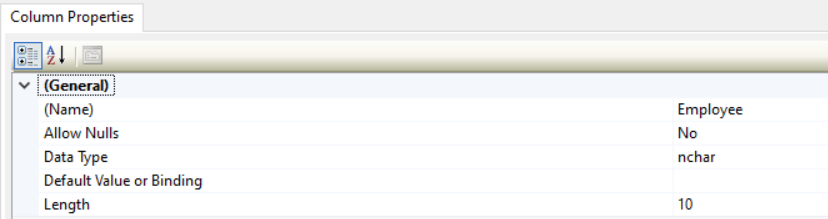 Column Properties
(General)
(Name) Employee
Allow Nulls No
Data Type nchar
Default Value or Binding
Length 10